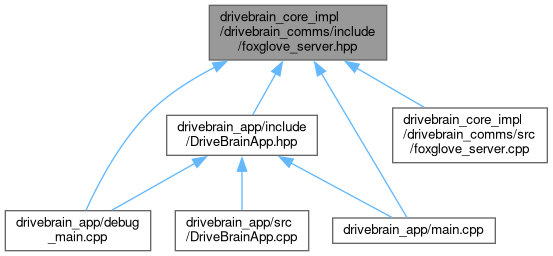 drivebrain_core_impl
/drivebrain_comms/include
/foxglove_server.hpp
drivebrain_app/include
/DriveBrainApp.hpp
drivebrain_core_impl
/drivebrain_comms/src
/foxglove_server.cpp
drivebrain_app/debug
_main.cpp
drivebrain_app/src
/DriveBrainApp.cpp
drivebrain_app/main.cpp